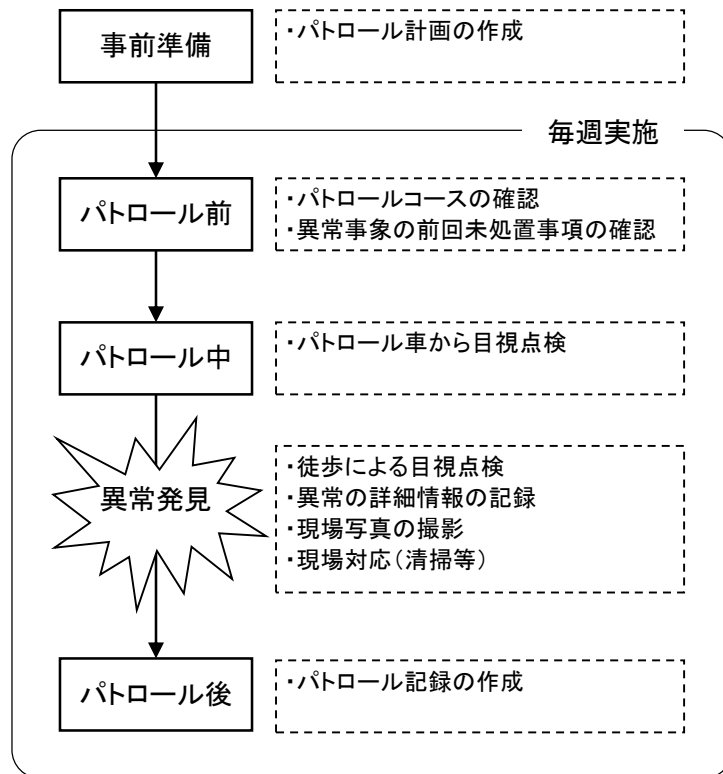 事前準備
・パトロール計画の作成
毎週実施
パトロール前
・パトロールコースの確認
・異常事象の前回未処置事項の確認
パトロール中
・パトロール車から目視点検
異常発見
・徒歩による目視点検
・異常の詳細情報の記録
・現場写真の撮影
・現場対応（清掃等）
パトロール後
・パトロール記録の作成